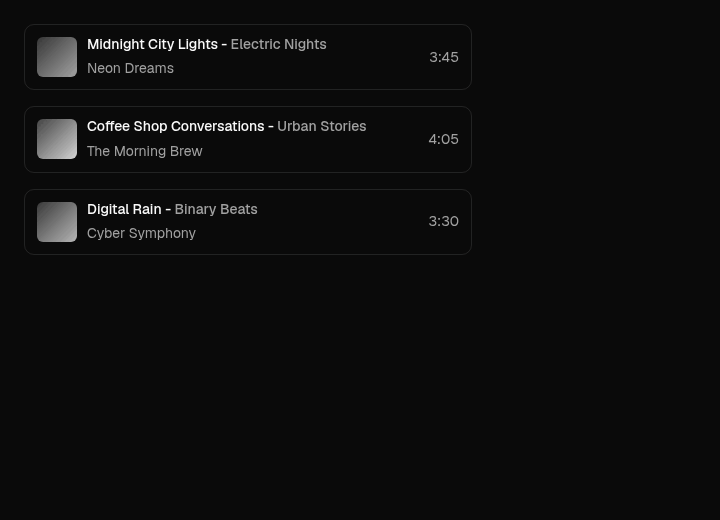 Midnight City Lights - Electric Nights
Neon Dreams
3:45
Coffee Shop Conversations - Urban Stories
The Morning Brew
4:05
Digital Rain - Binary Beats
Cyber Symphony
3:30